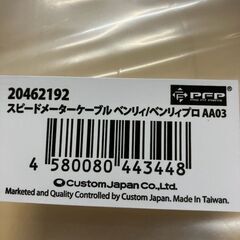 20462192 PFP
スピードメーターケーブル ベンリィ/ベンリィプロ AA03
4 580080 443448
CustomJapan Co.,Ltd.
Marketed and Quality Controlled by Custom Japan. Made In Taiwan.